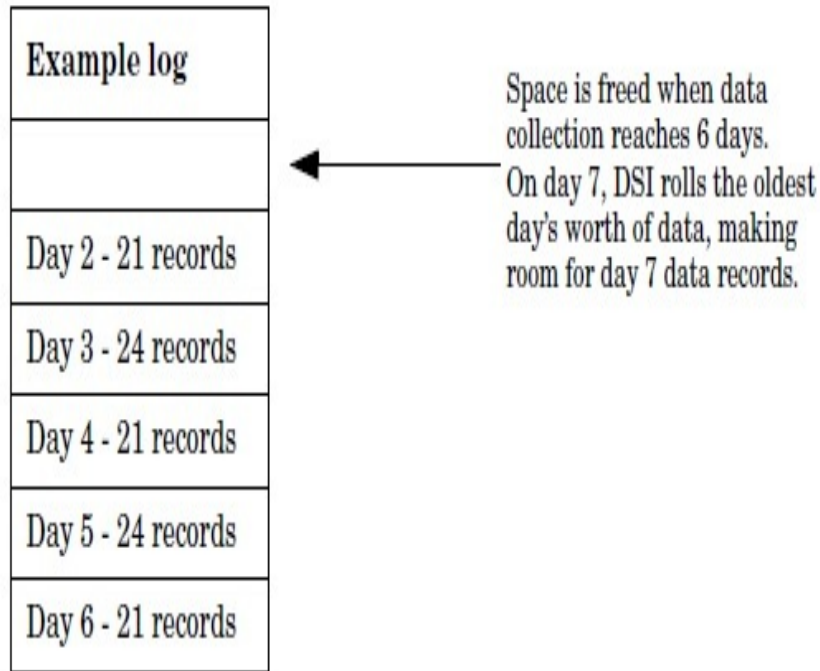 Example log
Space is freed when data
collection reaches 6 days.
On day 7, DSI rolls the oldest
day's worth of data, making
room for day 7 data records.
Day 2 - 21 records
Day 3 - 24 records
Day 4 - 21 records
Day 5 - 24 records
Day 6 - 21 records